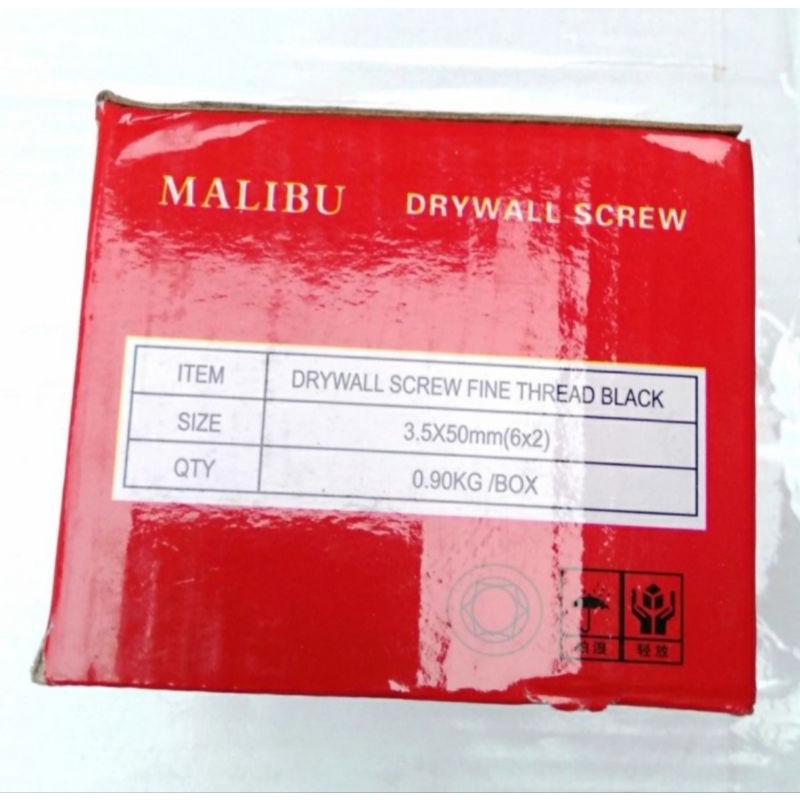 MALIBU DRYWALL SCREW
ITEM DRYWALL SCREW FINE THREAD BLACK
SIZE 3.5X50mm(6x2)
QTY 0.90KG /BOX
轻放